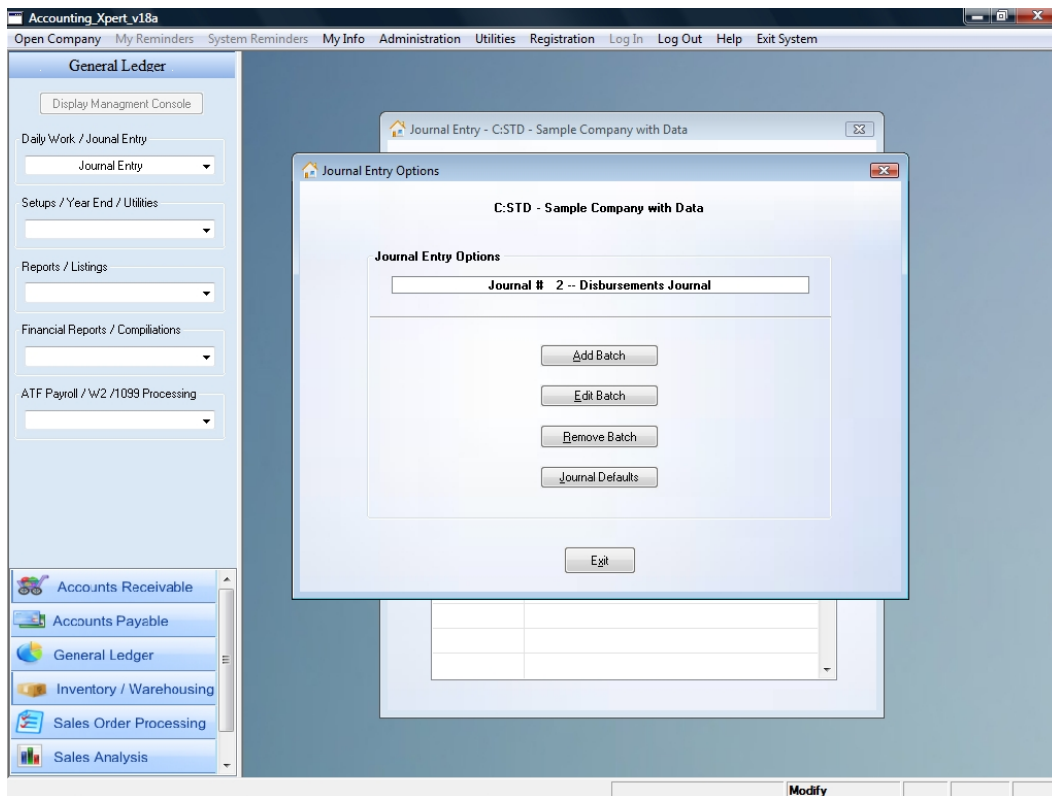 Accounting_Xpert_v18a
Open Company My Reminders System Reminders My Info Administration Utilities Registration Log In Log Out Help Exit System
General Ledger
Display Managment Console
Daily Work / Jounal Entry
Journal Entry
Setups / Year End / Utilities
Reports / Listings
Financial Reports / Compiliations
ATF Payroll / W2 /1099 Processing
Accounts Receivable
Accounts Payable
General Ledger
Inventory / Warehousing
Sales Order Processing
Sales Analysis
Journal Entry - C:STD - Sample Company with Data
Journal Entry Options
C:STD - Sample Company with Data
Journal Entry Options
Journal # 2 -- Disbursements Journal
Add Batch
Edit Batch
Remove Batch
Journal Defaults
Exit
Modify